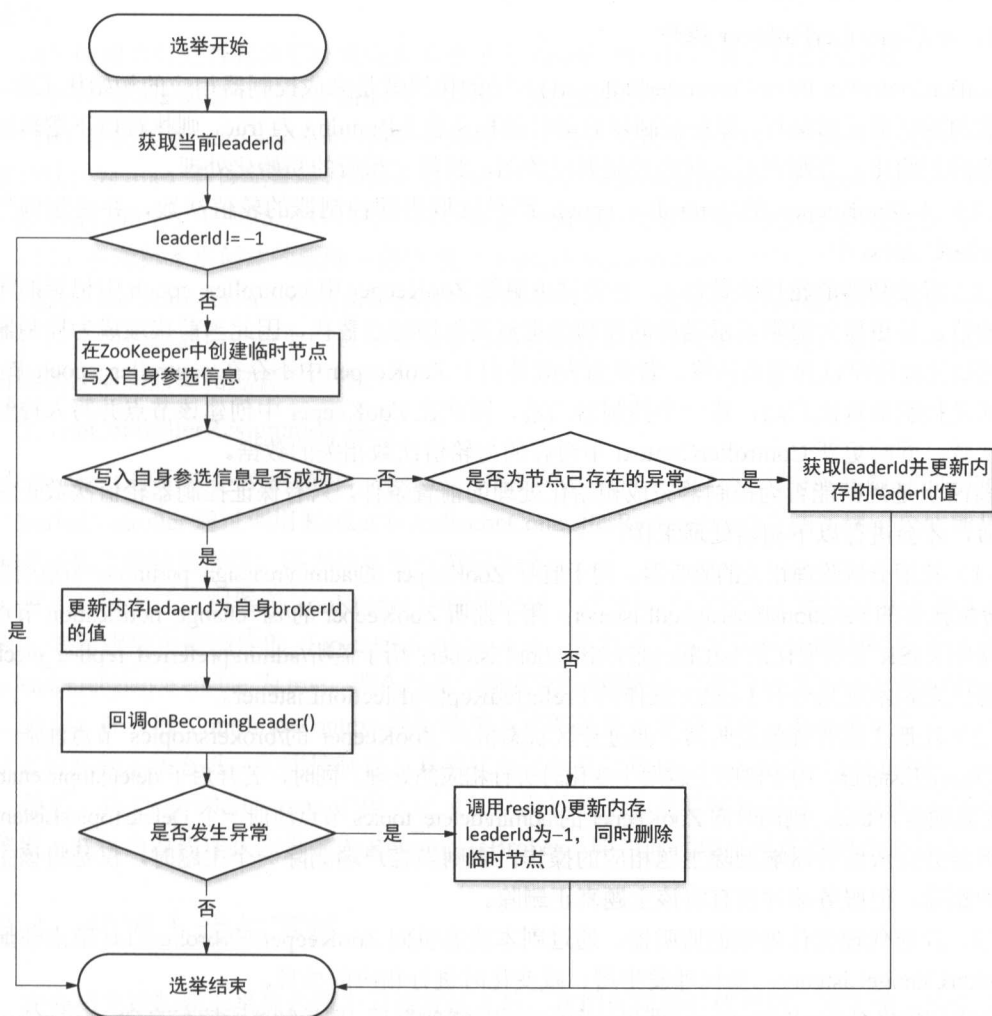 选举开始
获取当前leaderId
leaderId != –1
否
在ZooKeeper中创建临时节点
写入自身参选信息
写入自身参选信息是否成功
否
是否为节点已存在的异常
是
获取leaderId并更新内
存的leaderId值
是
更新内存ledaerId为自身brokerId
的值
是
否
回调onBecomingLeader()
是否发生异常
是
调用resign()更新内存
leaderId为–1，同时删除
临时节点
否
选举结束